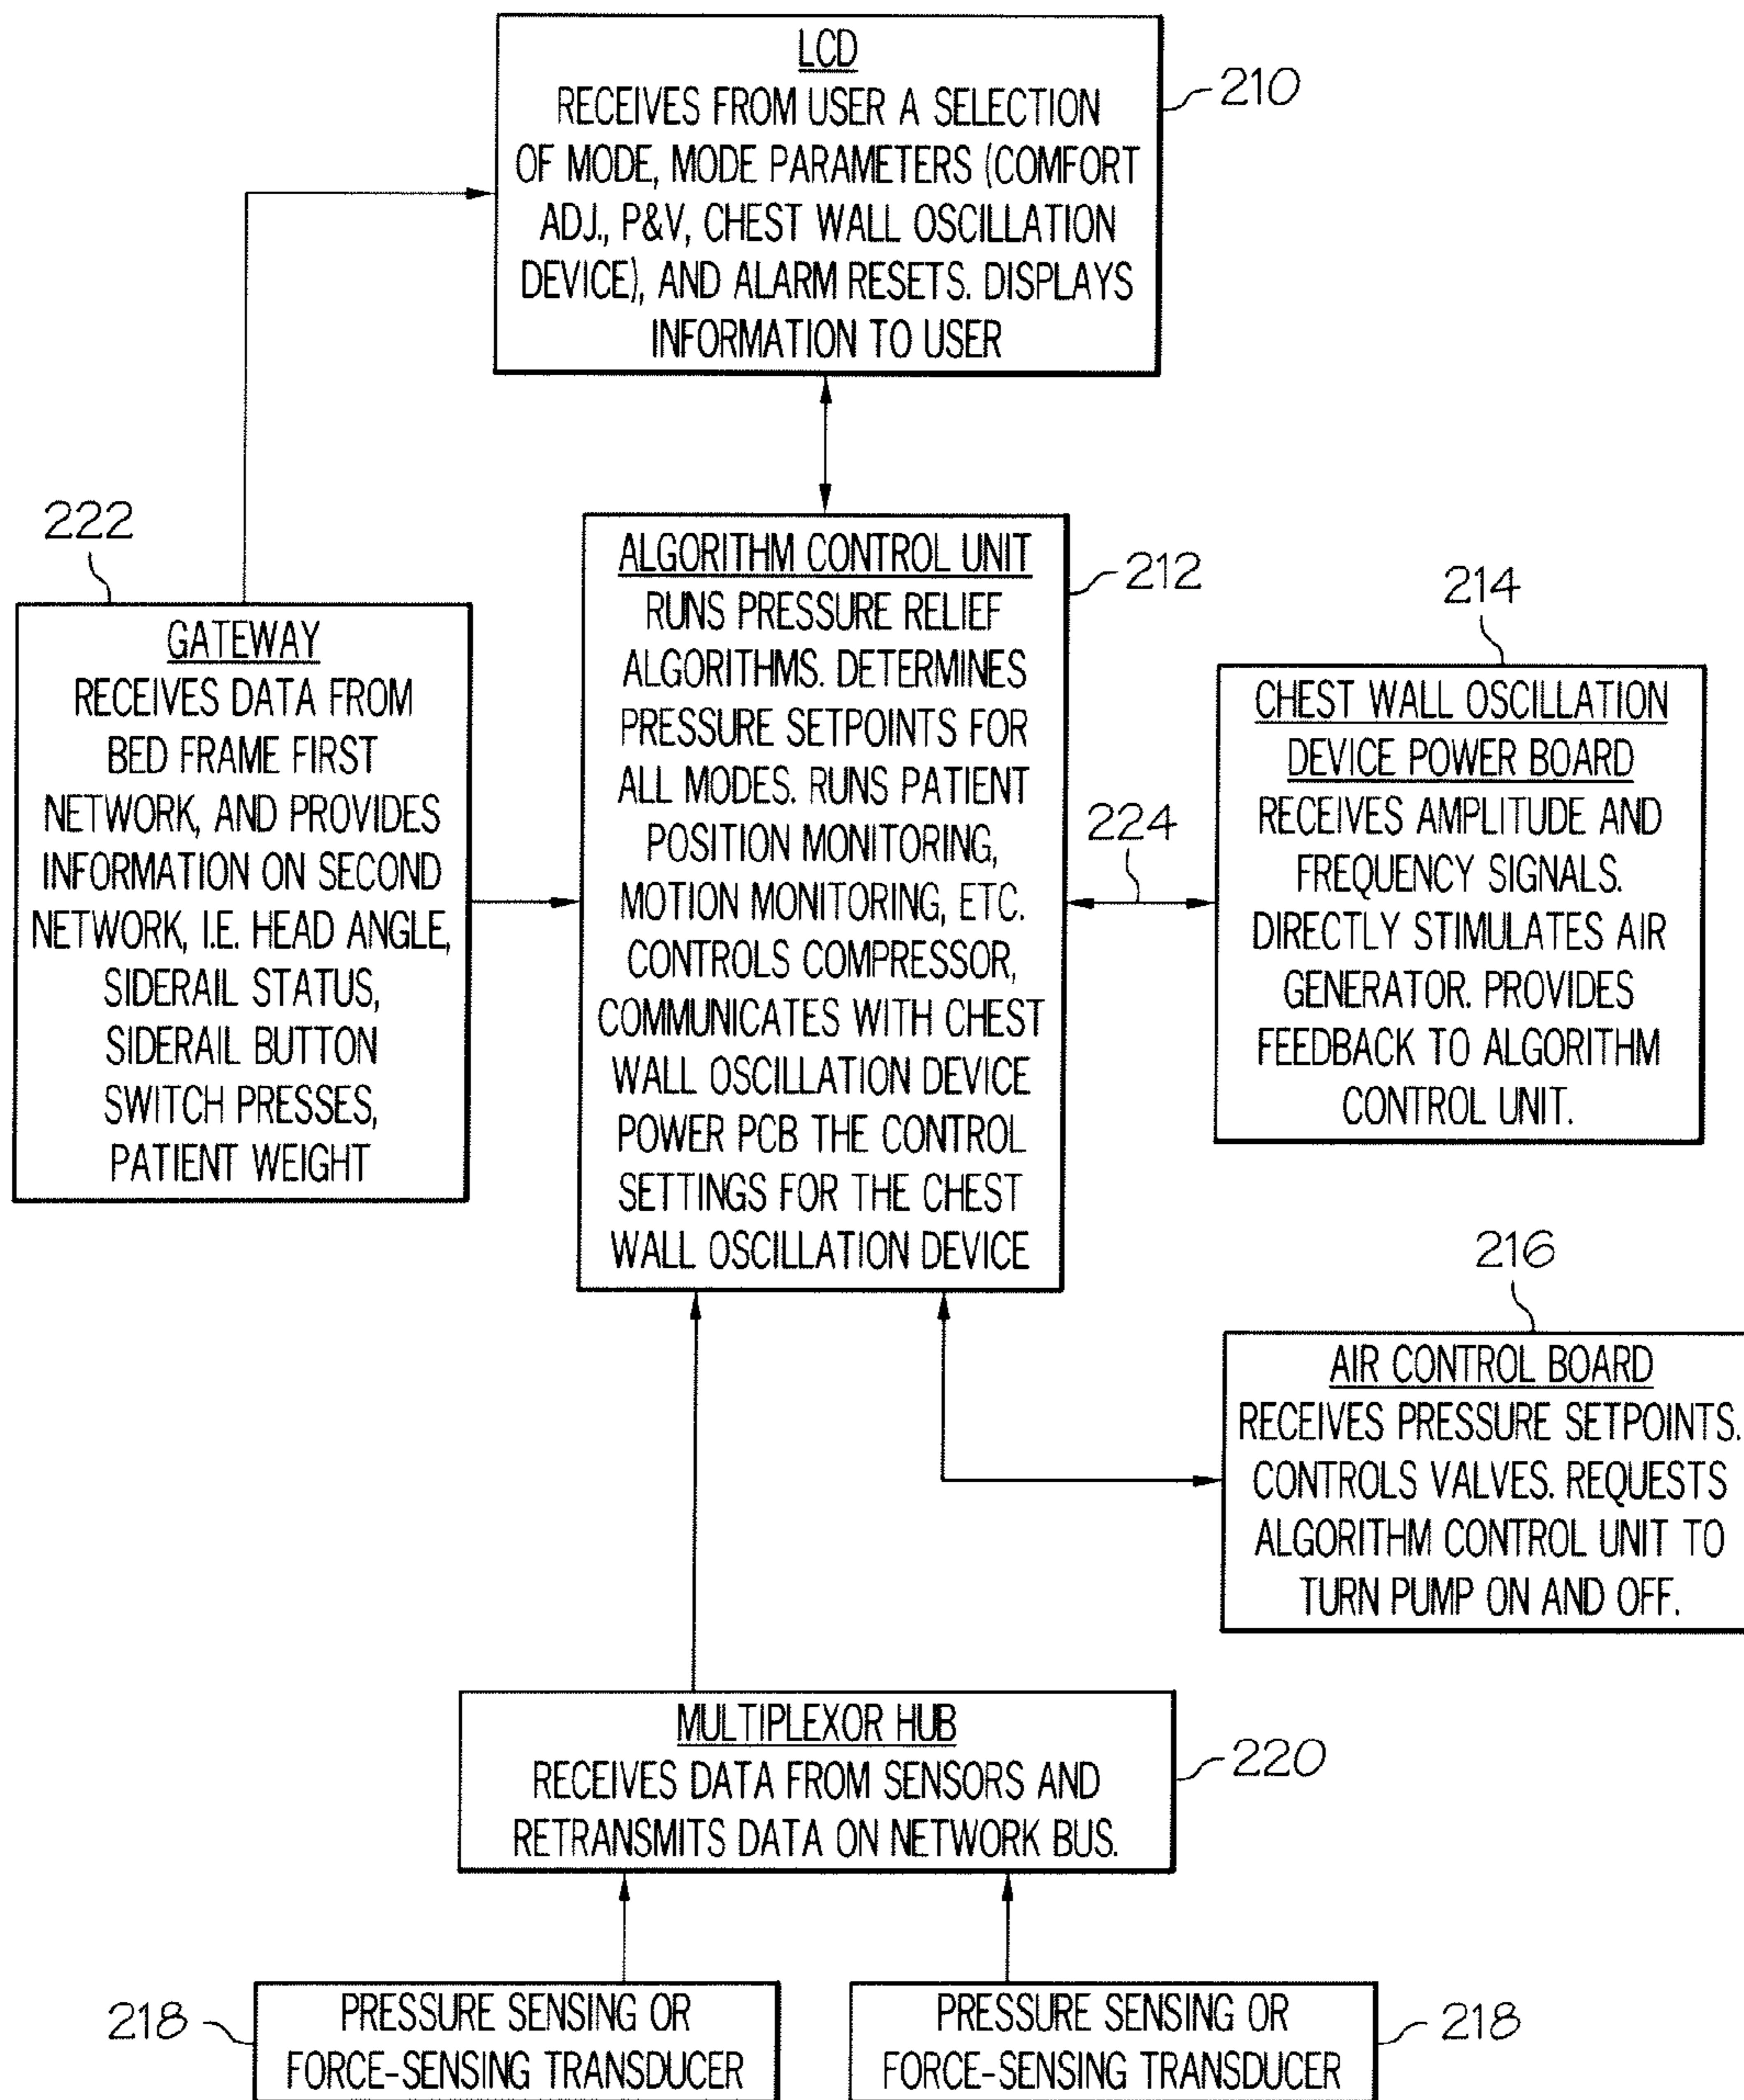 LCD
RECEIVES FROM USER A SELECTION
OF MODE, MODE PARAMETERS (COMFORT
ADJ., P&V, CHEST WALL OSCILLATION
DEVICE), AND ALARM RESETS. DISPLAYS
INFORMATION TO USER
210
222
GATEWAY
RECEIVES DATA FROM
BED FRAME FIRST
NETWORK, AND PROVIDES
INFORMATION ON SECOND
NETWORK, I.E. HEAD ANGLE,
SIDERAIL STATUS,
SIDERAIL BUTTON
SWITCH PRESSES,
PATIENT WEIGHT
ALGORITHM CONTROL UNIT
RUNS PRESSURE RELIEF
ALGORITHMS. DETERMINES
PRESSURE SETPOINTS FOR
ALL MODES. RUNS PATIENT
POSITION MONITORING,
MOTION MONITORING, ETC.
CONTROLS COMPRESSOR,
COMMUNICATES WITH CHEST
WALL OSCILLATION DEVICE
POWER PCB THE CONTROL
SETTINGS FOR THE CHEST
WALL OSCILLATION DEVICE
212
224
214
CHEST WALL OSCILLATION
DEVICE POWER BOARD
RECEIVES AMPLITUDE AND
FREQUENCY SIGNALS.
DIRECTLY STIMULATES AIR
GENERATOR. PROVIDES
FEEDBACK TO ALGORITHM
CONTROL UNIT.
216
AIR CONTROL BOARD
RECEIVES PRESSURE SETPOINTS.
CONTROLS VALVES. REQUESTS
ALGORITHM CONTROL UNIT TO
TURN PUMP ON AND OFF.
MULTIPLEXOR HUB
RECEIVES DATA FROM SENSORS AND
RETRANSMITS DATA ON NETWORK BUS.
220
218
PRESSURE SENSING OR
FORCE-SENSING TRANSDUCER
PRESSURE SENSING OR
FORCE-SENSING TRANSDUCER
218